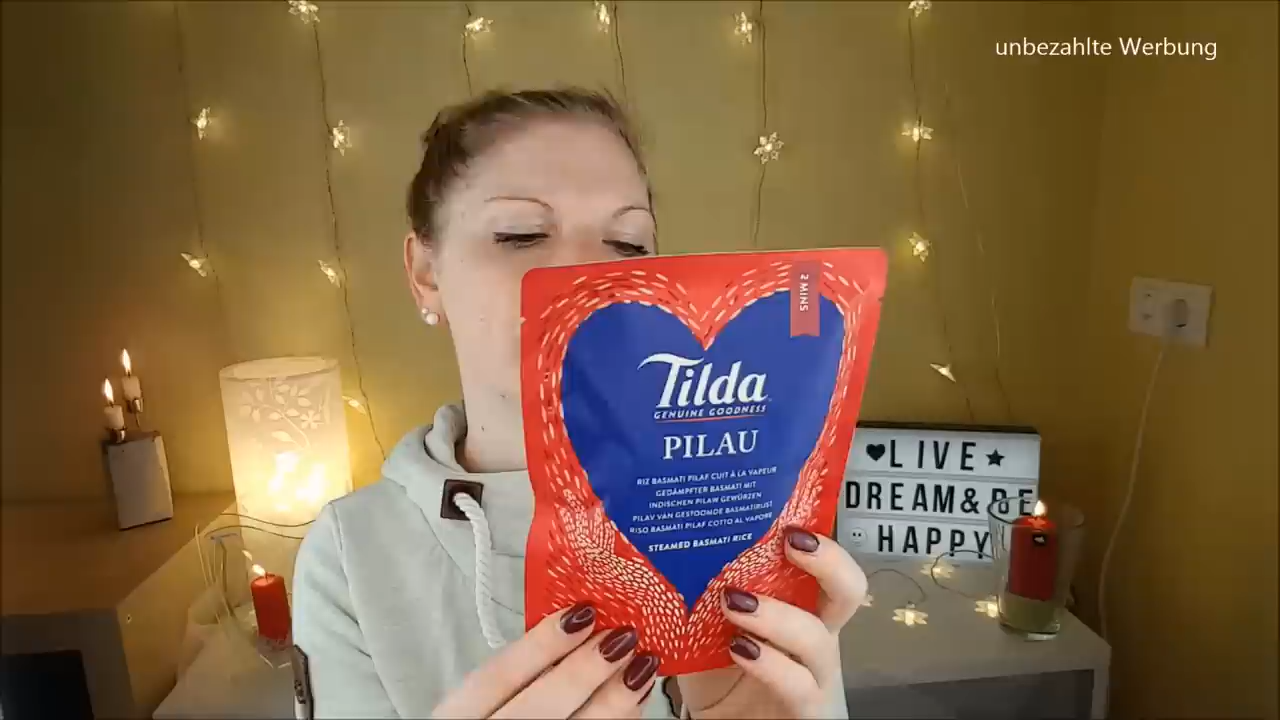 unbezahlte Werbung
2 MINS
Tilda
GENUINE GOODNESS
PILAU
RIZ BASMATI PILAF CUIT À LA VAPEUR
GEDÄMPFTER BASMATI MIT
INDISCHEN PILAW GEWÜRZEN
PILAV VAN GESTOOMDE BASMATIRIJST
RISO BASMATI PILAF COTTO AL VAPORE
STEAMED BASMATI RICE
♥LIVE★
DREAM&BE
HAPPY